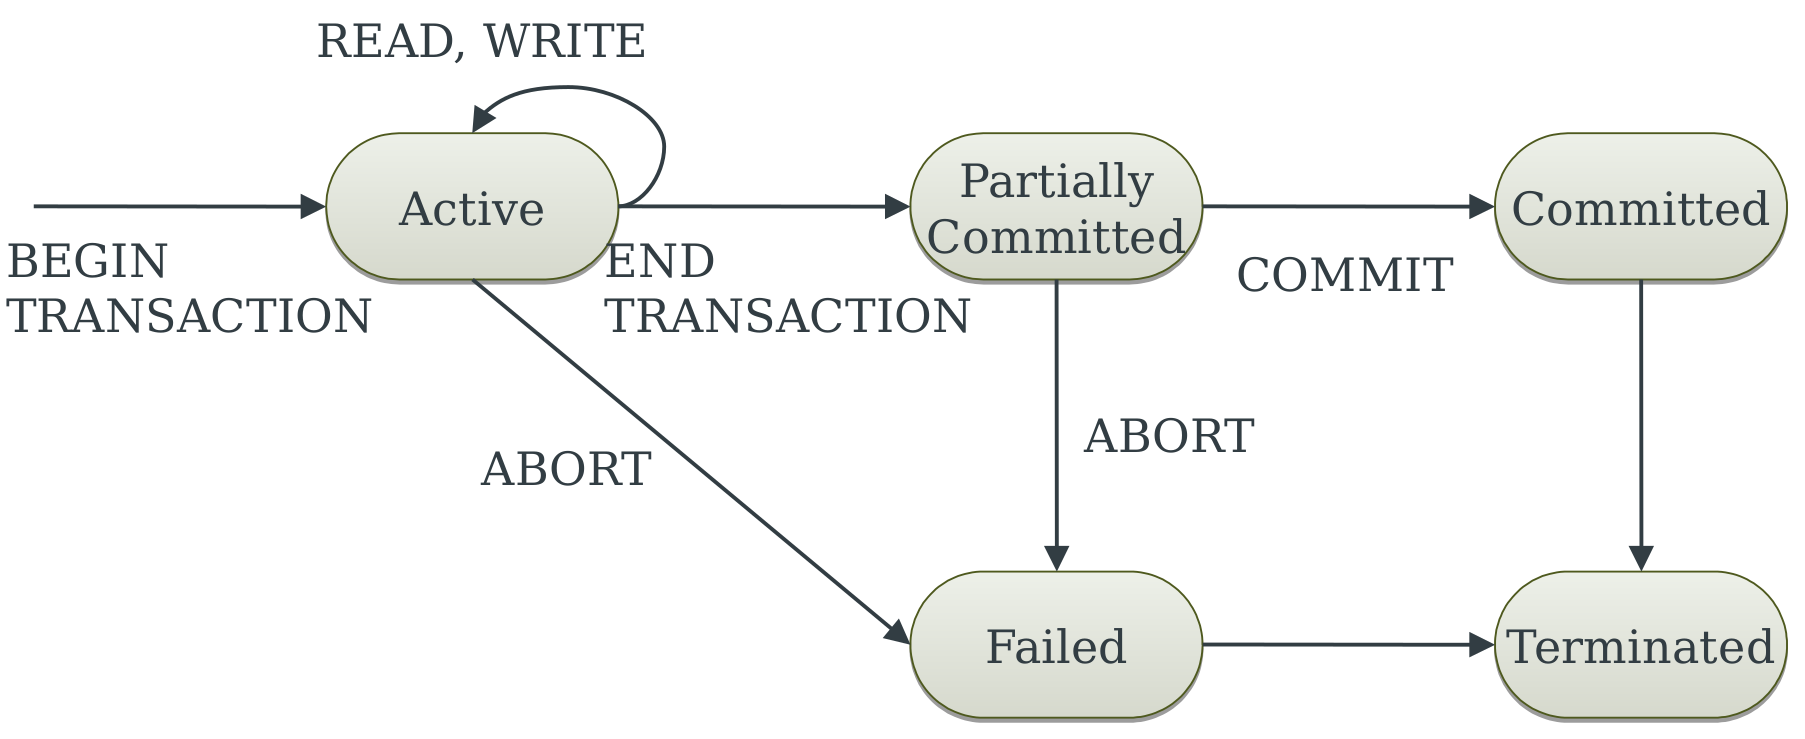 READ, WRITE
Active
Partially
Committed
Committed
BEGIN
TRANSACTION
END
TRANSACTION
COMMIT
ABORT
ABORT
Failed
Terminated